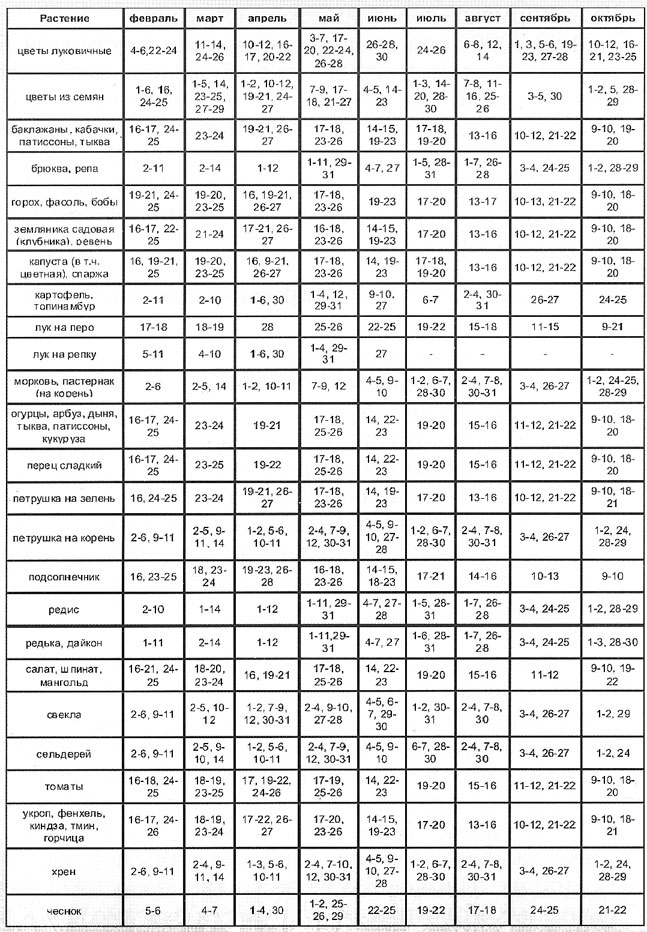 Растение февраль март апрель май июнь июль август сентябрь октябрь
цветы луковичные 4-6,22-24 11-14, 24-26 10-12, 16-17, 20-22 3-7, 17-20, 22-24, 26-28 26-28, 30 24-26 6-8, 12, 14 1, 3, 5-6, 19-23, 27-28 10-12, 16-21, 23-25
цветы из семян 1-6, 16, 24-25 1-5, 14, 23-25, 27-29 1-2, 10-12, 19-21, 24-27 7-9, 17-18, 21-27 4-5, 14-23 1-3, 14-20, 28-30 7-8, 11-16, 25-26 3-5, 30 1-2, 5, 28-29
баклажаны, кабачки, патиссоны, тыква 16-17, 24-25 23-24 19-21, 26-27 17-18, 23-26 14-15, 19-23 17-18, 19-20 13-16 10-12, 21-22 9-10, 19-20
брюква, репа 2-11 2-14 1-12 1-11, 29-31 4-7, 27 1-5, 28-31 1-7, 26-28 3-4, 24-25 1-2, 28-29
горох, фасоль, бобы 19-21, 24-25 19-20, 23-25 16, 19-21, 26-27 17-18, 23-26 19-23 17-20 13-17 10-13, 21-22 9-10, 18-20
земляника садовая (клубника), ревень 16-17, 22-25 21-24 17-21, 26-27 16-18, 23-26 14-15, 19-23 17-20 13-16 10-12, 21-22 9-10, 18-20
капуста (в т.ч. цветная), спаржа 16, 19-21, 25 19-20, 23-25 16, 9-21, 26-27 17-18, 23-26 14, 19-23 17-18, 19-20 13-16 10-12, 21-22 9-10, 18-20
картофель, топинамбур 2-11 2-10 1-6, 30 1-4, 12, 29-31 9-10, 27 6-7 2-4, 30-31 26-27 24-25
лук на перо 17-18 18-19 28 25-26 22-25 19-22 15-18 11-15 9-21
лук на репку 5-11 4-10 1-6, 30 1-4, 29-31 27 - - - -
морковь, пастернак (на корень) 2-6 2-5, 14 1-2, 10-11 7-9, 12 4-5, 9-10 1-2, 6-7, 28-30 2-4, 7-8, 30-31 3-4, 26-27 1-2, 24-25, 28-29
огурцы, арбуз, дыня, тыква, патиссоны, кукуруза 16-17, 24-25 23-24 19-21 17-18, 25-26 14, 22-23 19-20 15-16 11-12, 21-22 9-10, 18-20
перец сладкий 16-17, 24-25 23-25 19-22 17-18, 25-26 14, 22-23 19-20 15-16 11-12, 21-22 9-10, 18-20
петрушка на зелень 16, 24-25 23-24 19-21, 26-27 17-18, 23-26 14, 19-23 17-20 13-16 10-12, 21-22 9-10, 18-21
петрушка на корень 2-6, 9-11 2-5, 9-11, 14 1-2, 5-6, 10-11 2-4, 7-9, 12, 30-31 4-5, 9-10, 27-28 1-2, 6-7, 28-30 2-4, 7-8, 30-31 3-4, 26-27 1-2, 24, 28-29
подсолнечник 16, 23-25 18, 23-24 19-23, 26-28 16-18, 23-26 14-15, 18-23 17-21 14-16 10-13 9-10
редис 2-10 1-14 1-12 1-11, 29-31 4-7, 27-28 1-5, 28-31 1-7, 26-28 3-4, 24-25 1-2, 28-29
редька, дайкон 1-11 2-14 1-12 1-11,29-31 4-7, 27 1-6, 28-31 1-7, 26-28 3-4, 24-25 1-3, 28-30
салат, шпинат, мангольд 16-21, 24-25 18-20, 23-24 16, 19-21 17-18, 25-26 14, 22-23 19-20 15-16 11-12 9-10, 19-22
свекла 2-6, 9-11 2-5, 10-12 1-2, 7-9, 12, 30-31 2-4, 9-10, 27-28 4-5, 6-7, 29-30 1-2, 30-31 2-4, 7-8, 30 3-4, 26-27 1-2, 29
сельдерей 2-6, 9-11 2-5, 9-10, 14 1-2, 5-6, 10-11 2-4, 7-9, 12, 30-31 4-5, 9-10 6-7, 28-30 2-4, 7-8, 30 3-4, 26-27 1-2, 24
томаты 16-18, 24-25 18-19, 23-25 17, 19-22, 24-26 17-19, 25-26 14, 22-23 19-20 15-16 11-12, 21-22 9-10, 18-20
укроп, фенхель, киндза, тмин, горчица 16-17, 24-26 18-19, 23-24 17-22, 26-27 17-20, 23-26 14-15, 19-23 17-20 13-16 10-12, 21-22 9-10, 18-21
хрен 2-6, 9-11 2-4, 9-11, 14 1-3, 5-6, 10-11 2-4, 7-10, 12, 30-31 4-5, 9-10, 27-28 1-2, 6-7, 28-30 2-4, 7-8, 30-31 3-4, 26-27 1-2, 24, 28-29
чеснок 5-6 4-7 1-4, 30 1-2, 25-26, 29 22-25 19-22 17-18 24-25 21-22